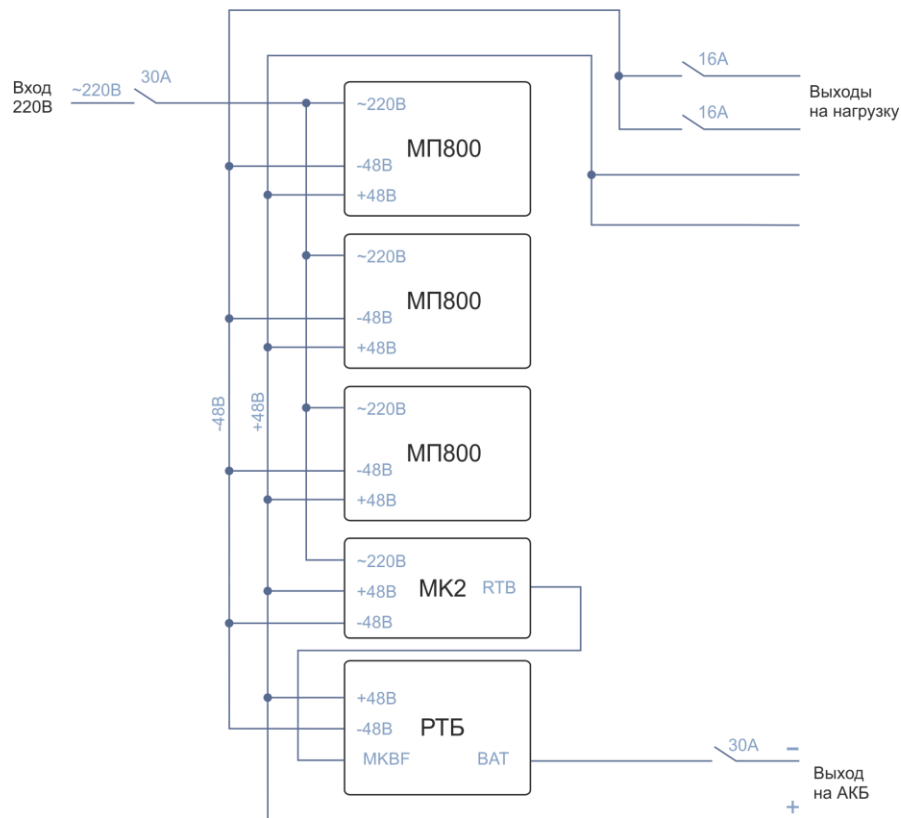 16А
Вход
220В
~220В
30А
Выходы
на нагрузку
16А
~220В
МП800
-48В
+48В
~220В
МП800
-48В
+48В
-48В
+48В
~220В
МП800
-48В
+48В
~220В
+48В
МК2
RTB
-48В
+48В
-48В
РТБ
MKBF
BAT
30А
−
Выход
на АКБ
+